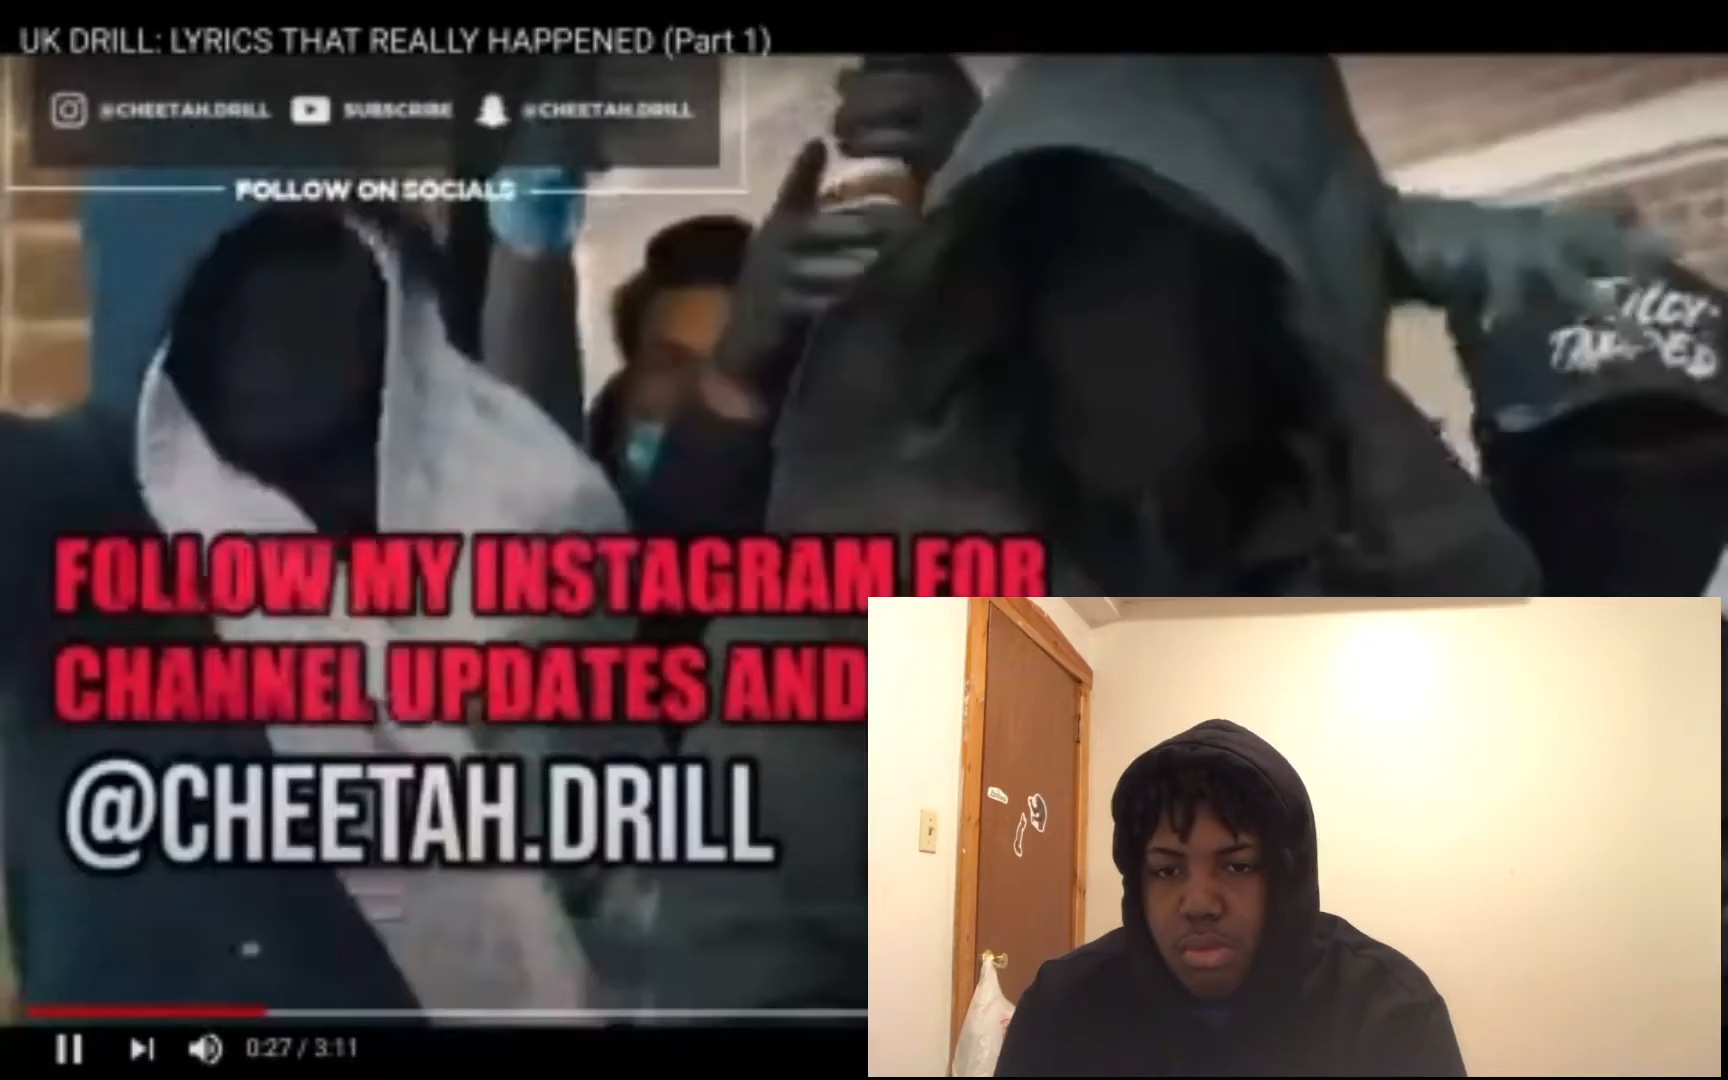 UK DRILL: LYRICS THAT REALLY HAPPENED (Part 1)
@CHEETAH.DRILL SUBSCRIBE @CHEETAH.DRILL
FOLLOW ON SOCIALS
FOLLOW MY INSTAGRAM FOR
CHANNEL UPDATES AND
@CHEETAH.DRILL
0:27 / 3:11